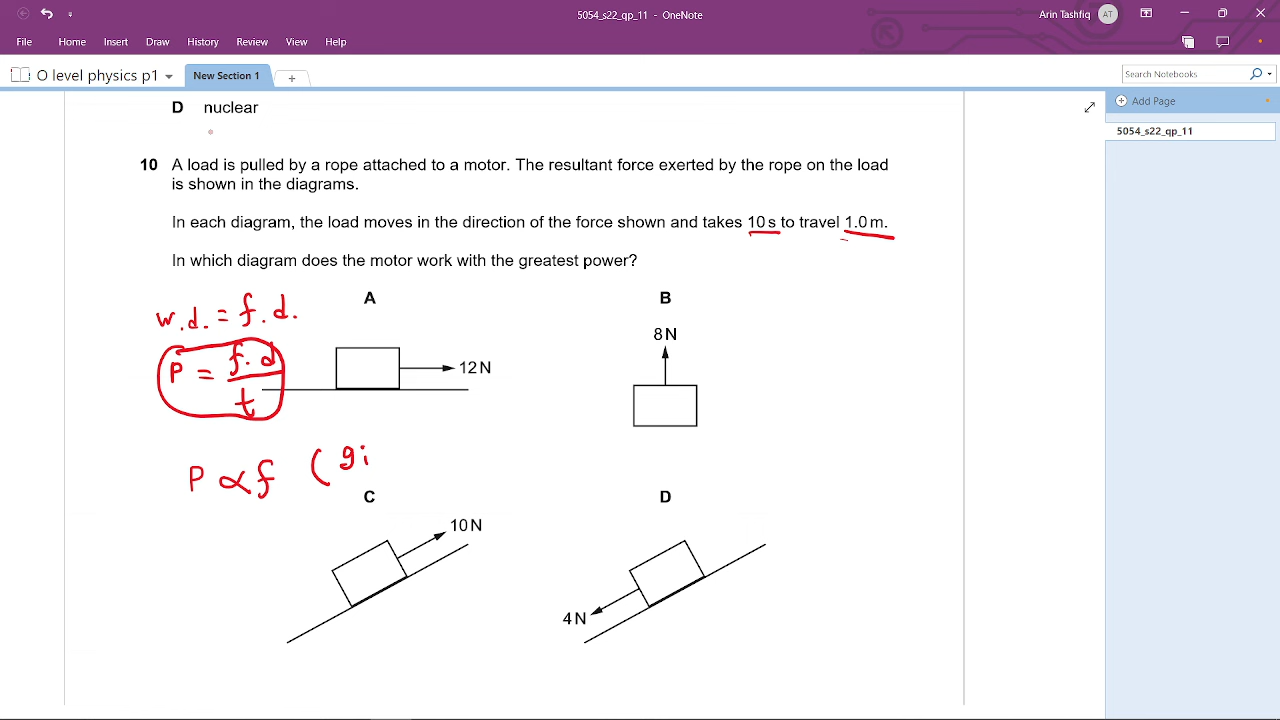 5054_s22_qp_11 - OneNote
Arin Tashfiq AT
File Home Insert Draw History Review View Help
O level physics p1 New Section 1 +
Search Notebooks
Add Page
5054_s22_qp_11
D nuclear
10 A load is pulled by a rope attached to a motor. The resultant force exerted by the rope on the load
is shown in the diagrams.
In each diagram, the load moves in the direction of the force shown and takes 10 s to travel 1.0 m.
In which diagram does the motor work with the greatest power?
A B
w.d. = f.d.
8 N
P = f.d / t
12 N
P ∝ f ( gi
C D
10 N
4 N